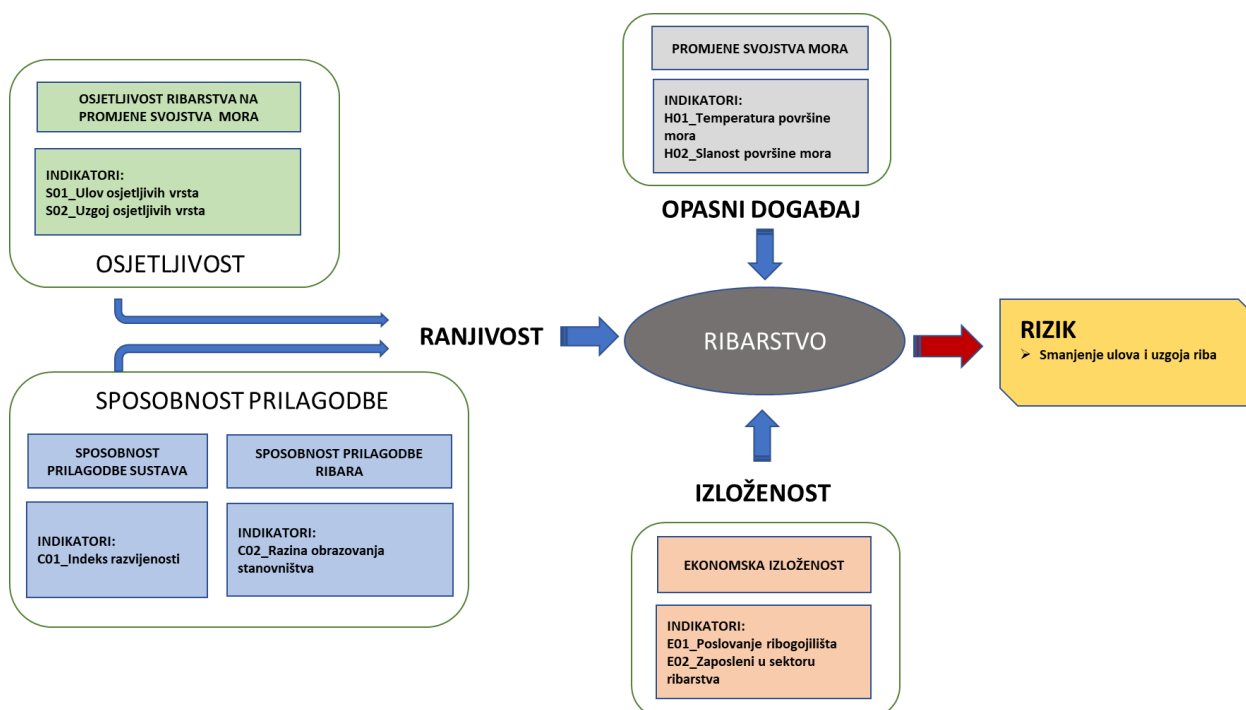 OSJETLJIVOST RIBARSTVA NA
PROMJENE SVOJSTVA MORA
INDIKATORI:
S01_Ulov osjetljivih vrsta
S02_Uzgoj osjetljivih vrsta
OSJETLJIVOST
SPOSOBNOST PRILAGODBE
SPOSOBNOST
PRILAGODBE SUSTAVA
INDIKATORI:
C01_Indeks razvijenosti
SPOSOBNOST PRILAGODBE
RIBARA
INDIKATORI:
C02_Razina obrazovanja
stanovništva
RANJIVOST
PROMJENE SVOJSTVA MORA
INDIKATORI:
H01_Temperatura površine
mora
H02_Slanost površine mora
OPASNI DOGAĐAJ
RIBARSTVO
IZLOŽENOST
EKONOMSKA IZLOŽENOST
INDIKATORI:
E01_Poslovanje ribogojilišta
E02_Zaposleni u sektoru
ribarstva
RIZIK
➢ Smanjenje ulova i uzgoja riba